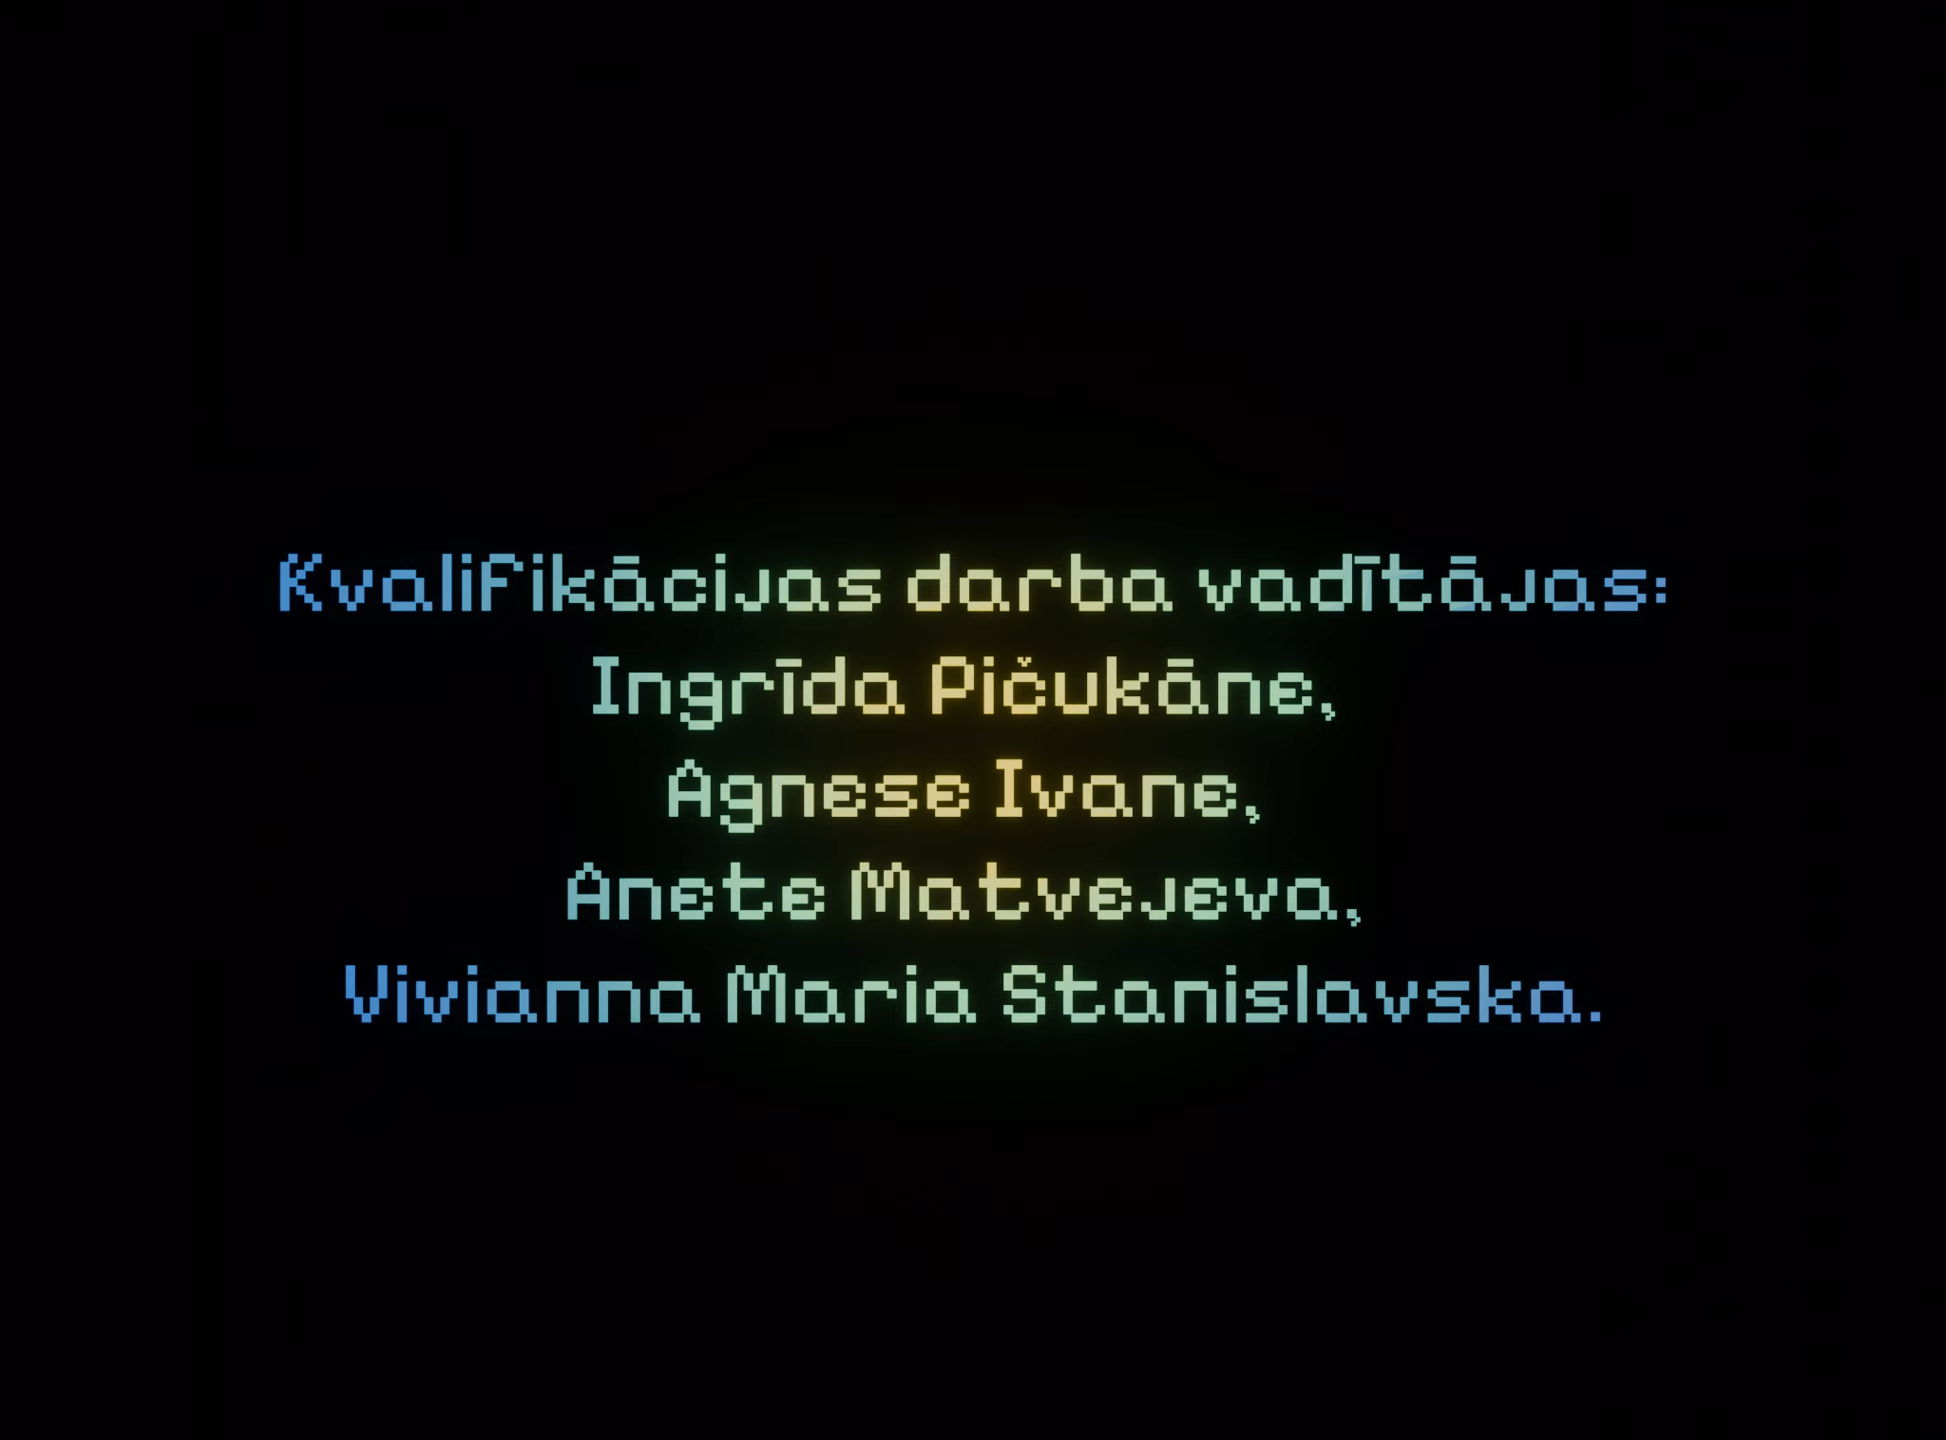 Kvalifikācijas darba vadītājas:
Ingrīda Pičukāne,
Agnese Ivane,
Anete Matvejeva,
Vivianna Maria Stanislavska.